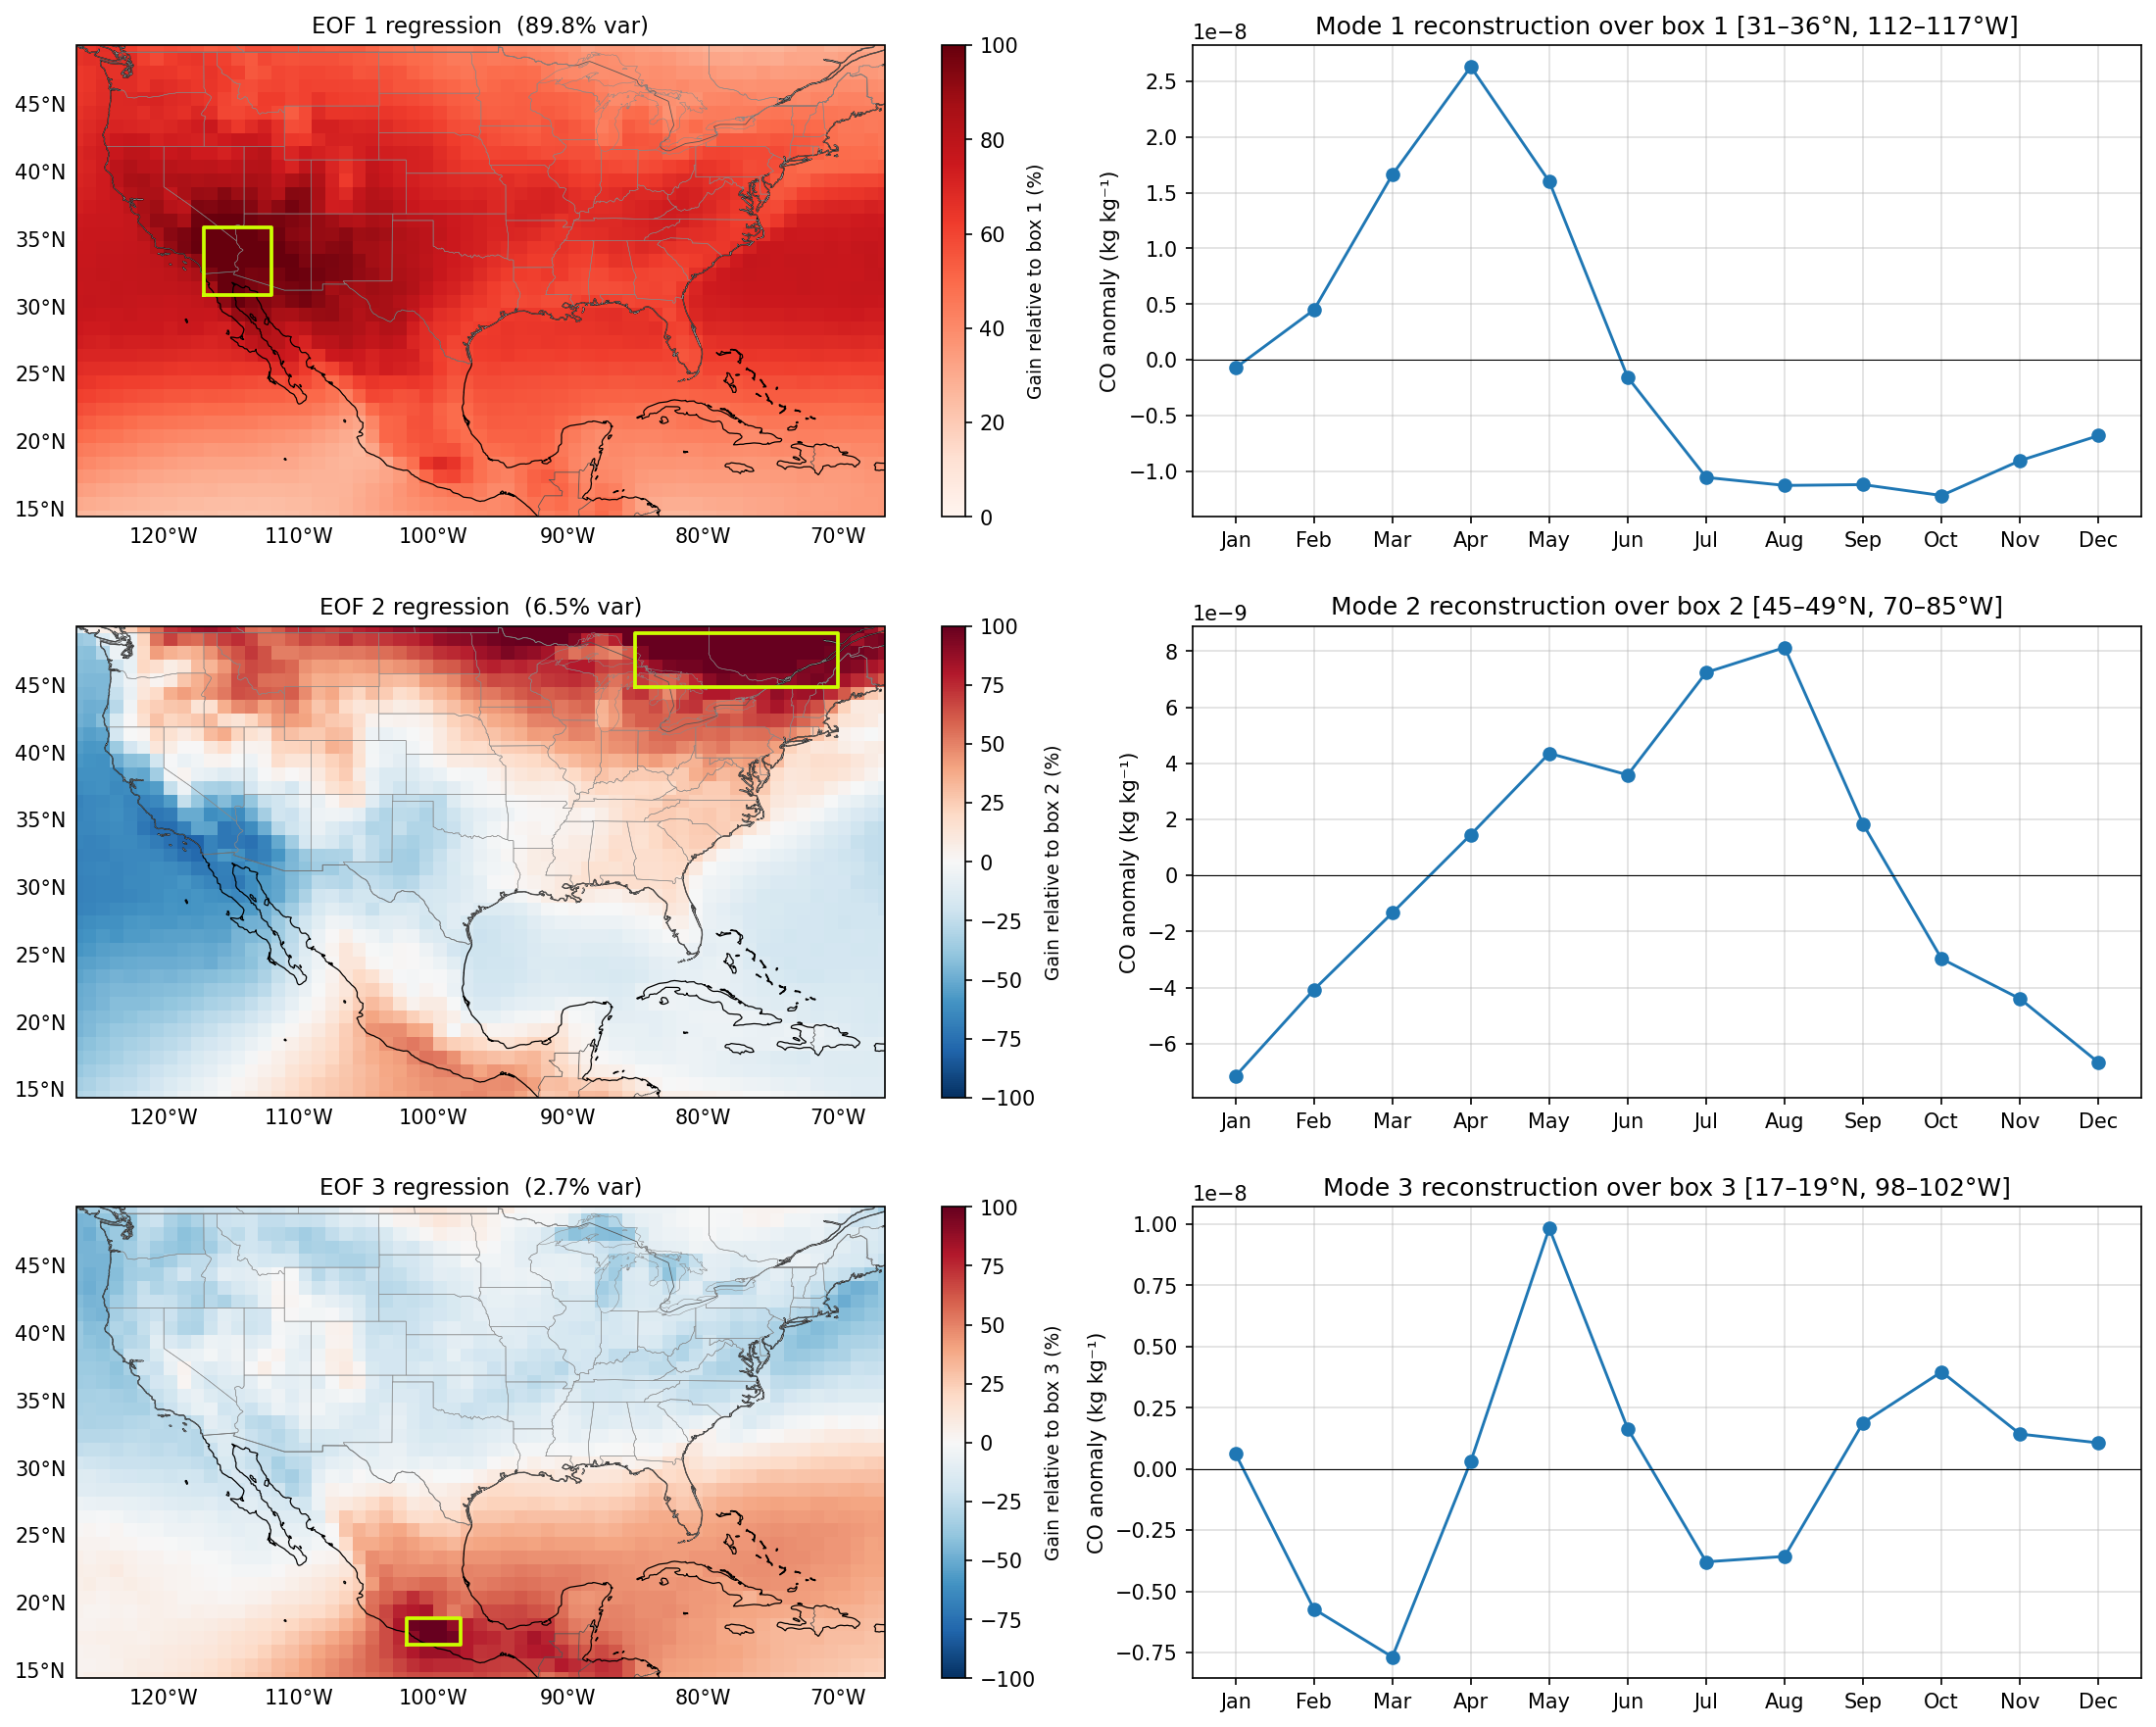 EOF 1 regression  (89.8% var)
45°N
40°N
35°N
30°N
25°N
20°N
15°N
120°W 110°W 100°W 90°W 80°W 70°W
100
80
60
40
20
0
Gain relative to box 1 (%)
Mode 1 reconstruction over box 1 [31–36°N, 112–117°W]
1e−8
CO anomaly (kg kg⁻¹)
2.5
2.0
1.5
1.0
0.5
0.0
−0.5
−1.0
Jan Feb Mar Apr May Jun Jul Aug Sep Oct Nov Dec
EOF 2 regression  (6.5% var)
45°N
40°N
35°N
30°N
25°N
20°N
15°N
120°W 110°W 100°W 90°W 80°W 70°W
100
75
50
25
0
−25
−50
−75
−100
Gain relative to box 2 (%)
Mode 2 reconstruction over box 2 [45–49°N, 70–85°W]
1e−9
CO anomaly (kg kg⁻¹)
8
6
4
2
0
−2
−4
−6
Jan Feb Mar Apr May Jun Jul Aug Sep Oct Nov Dec
EOF 3 regression  (2.7% var)
45°N
40°N
35°N
30°N
25°N
20°N
15°N
120°W 110°W 100°W 90°W 80°W 70°W
100
75
50
25
0
−25
−50
−75
−100
Gain relative to box 3 (%)
Mode 3 reconstruction over box 3 [17–19°N, 98–102°W]
1e−8
CO anomaly (kg kg⁻¹)
1.00
0.75
0.50
0.25
0.00
−0.25
−0.50
−0.75
Jan Feb Mar Apr May Jun Jul Aug Sep Oct Nov Dec